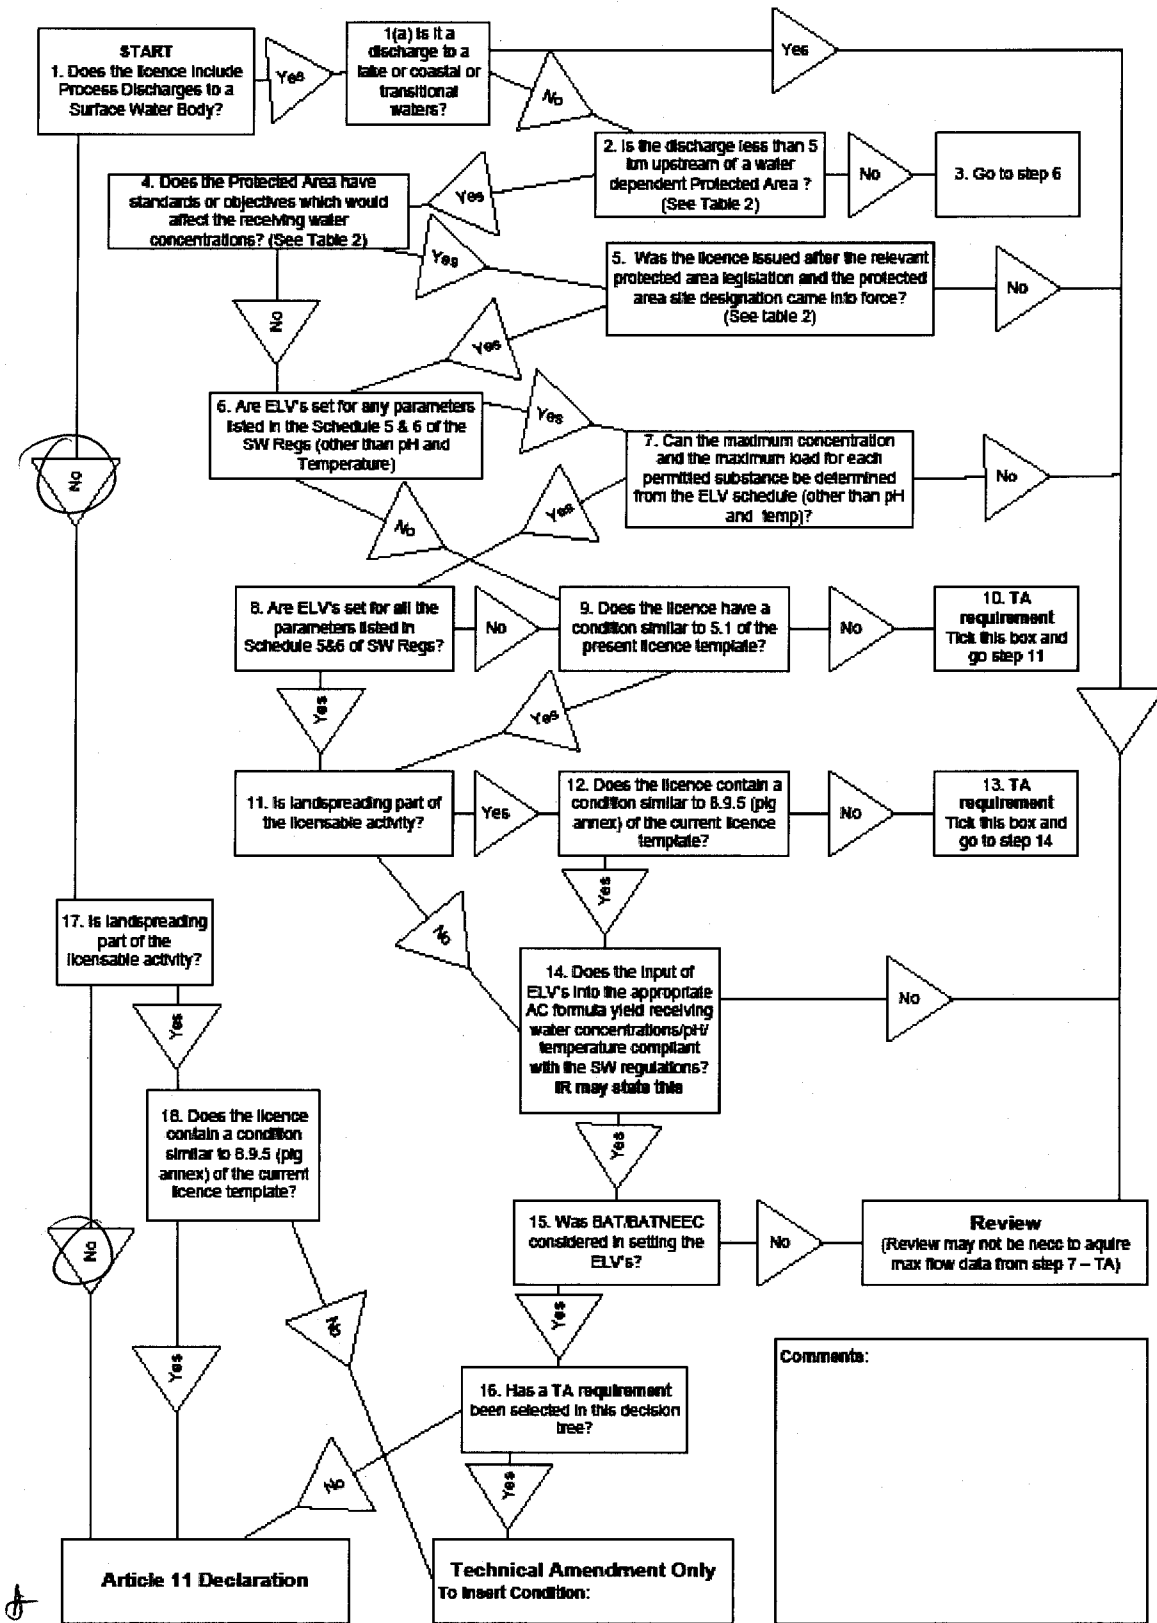 START
1. Does the licence include
Process Discharges to a
Surface Water Body?
Yes
1(a) Is it a
discharge to a
lake or coastal or
transitional
waters?
Yes
No
2. Is the discharge less than 5
km upstream of a water
dependent Protected Area ?
(See Table 2)
No
3. Go to step 6
Yes
4. Does the Protected Area have
standards or objectives which would
affect the receiving water
concentrations? (See Table 2)
Yes
5. Was the licence issued after the relevant
protected area legislation and the protected
area site designation came into force?
(See table 2)
No
No
Yes
6. Are ELV's set for any parameters
listed in the Schedule 5 & 6 of the
SW Regs (other than pH and
Temperature)
Yes
7. Can the maximum concentration
and the maximum load for each
permitted substance be determined
from the ELV schedule (other than pH
and temp)?
No
No
No
Yes
8. Are ELV's set for all the
parameters listed in
Schedule 5&6 of SW Regs?
No
9. Does the licence have a
condition similar to 5.1 of the
present licence template?
No
10. TA
requirement
Tick this box and
go step 11
Yes
Yes
11. Is landspreading part of
the licensable activity?
Yes
12. Does the licence contain a
condition similar to 8.9.5 (pig
annex) of the current licence
template?
No
13. TA
requirement
Tick this box and
go to step 14
Yes
No
17. Is landspreading
part of the
licensable activity?
14. Does the input of
ELV's into the appropriate
AC formula yield receiving
water concentrations/pH/
temperature compliant
with the SW regulations?
IR may state this
No
Yes
18. Does the licence
contain a condition
similar to 8.9.5 (pig
annex) of the current
licence template?
Yes
15. Was BAT/BATNEEC
considered in setting the
ELV's?
No
Review
(Review may not be necc to aquire
max flow data from step 7 – TA)
No
Yes
No
Yes
Comments:
16. Has a TA requirement
been selected in this decision
tree?
No
Yes
Article 11 Declaration
Technical Amendment Only
To Insert Condition: